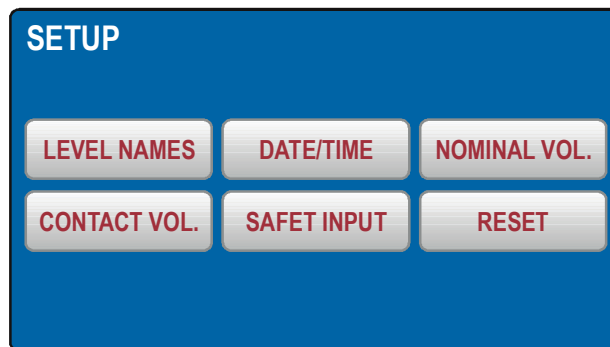 SETUP
LEVEL NAMES DATE/TIME NOMINAL VOL.
CONTACT VOL. SAFET INPUT RESET